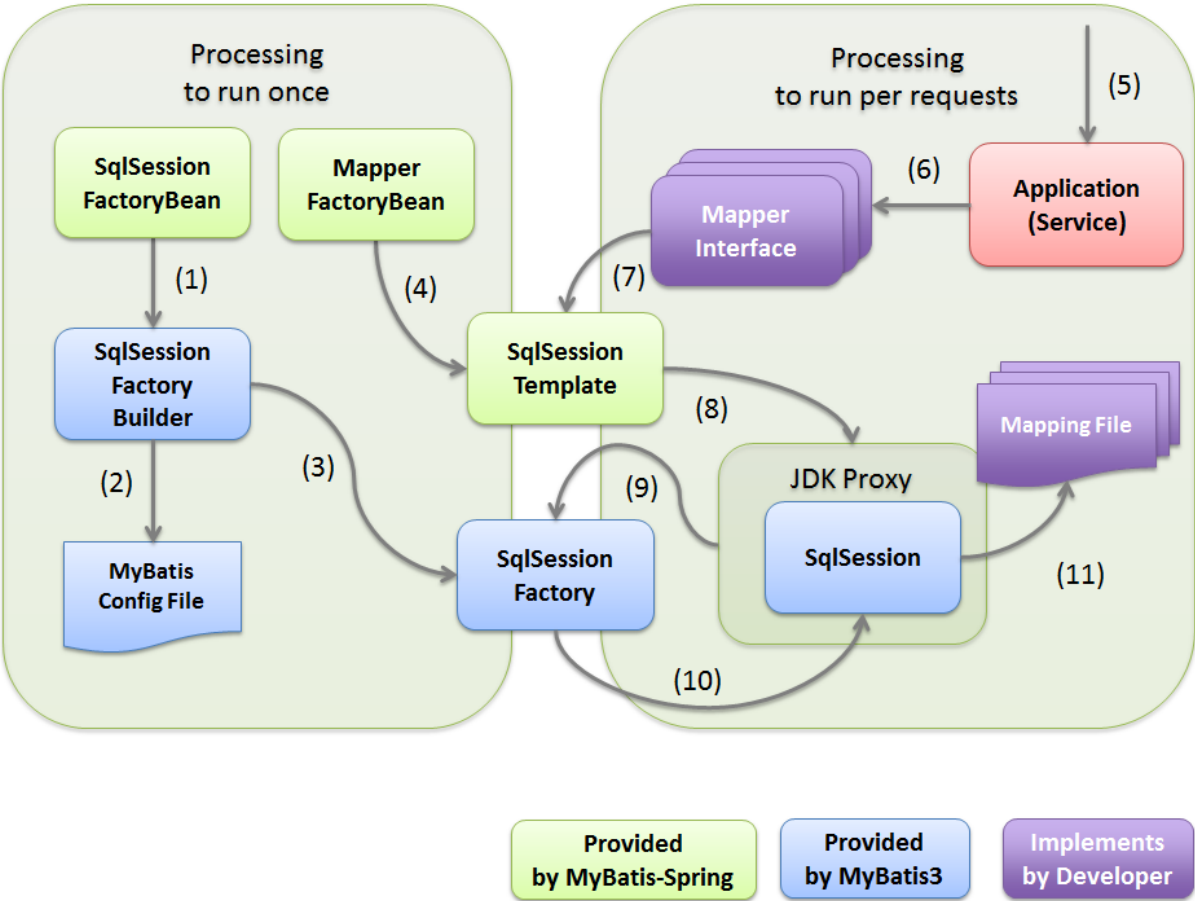 Processing
to run once
Processing
to run per requests
(5)
SqlSession
FactoryBean
Mapper
FactoryBean
(6)
Application
(Service)
Mapper
Interface
(1)
(4)
(7)
SqlSession
Factory
Builder
SqlSession
Template
(8)
Mapping File
(2)
(3)
(9)
JDK Proxy
SqlSession
Factory
SqlSession
(11)
MyBatis
Config File
(10)
Provided
by MyBatis-Spring
Provided
by MyBatis3
Implements
by Developer